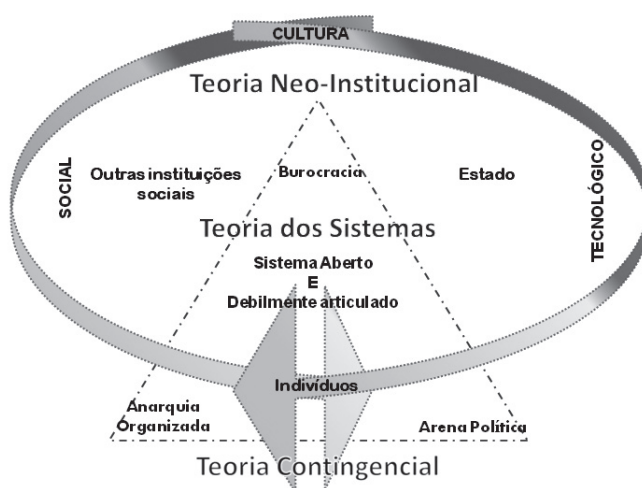 CULTURA
Teoria Neo-Institucional
SOCIAL
Outras instituições
sociais
Burocracia
Estado
TECNOLÓGICO
Teoria dos Sistemas
Sistema Aberto
E
Debilmente articulado
Indivíduos
Anarquia
Organizada
Arena Política
Teoria Contingencial